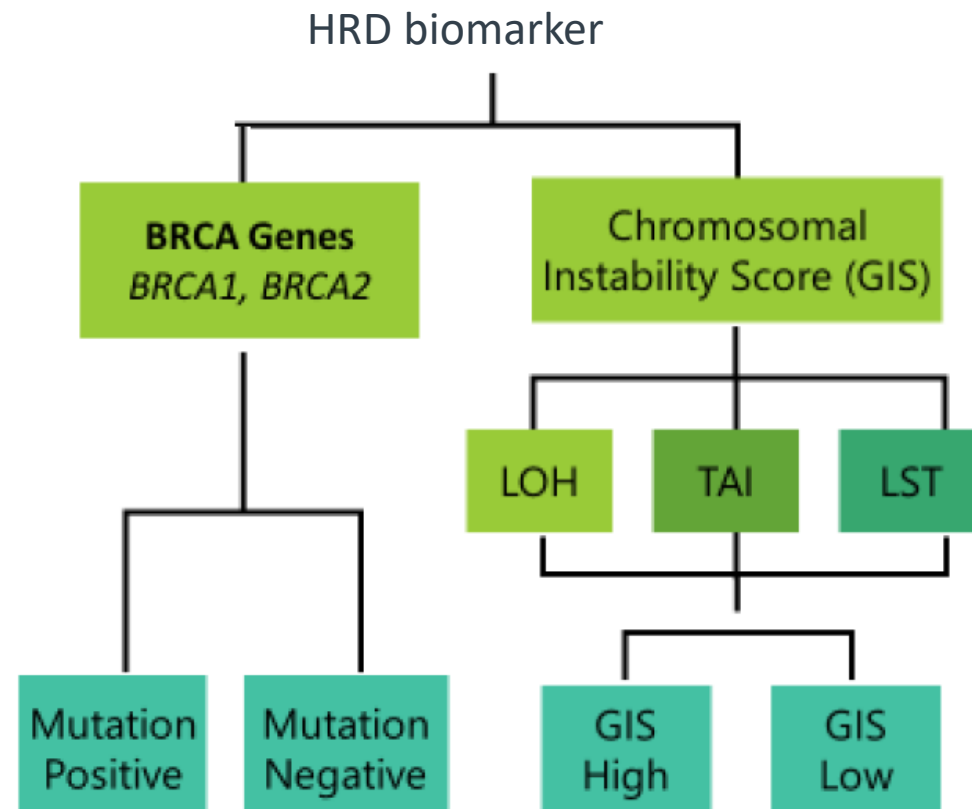 HRD biomarker
BRCA Genes
BRCA1, BRCA2
Chromosomal
Instability Score (GIS)
LOH
TAI
LST
Mutation
Positive
Mutation
Negative
GIS
High
GIS
Low